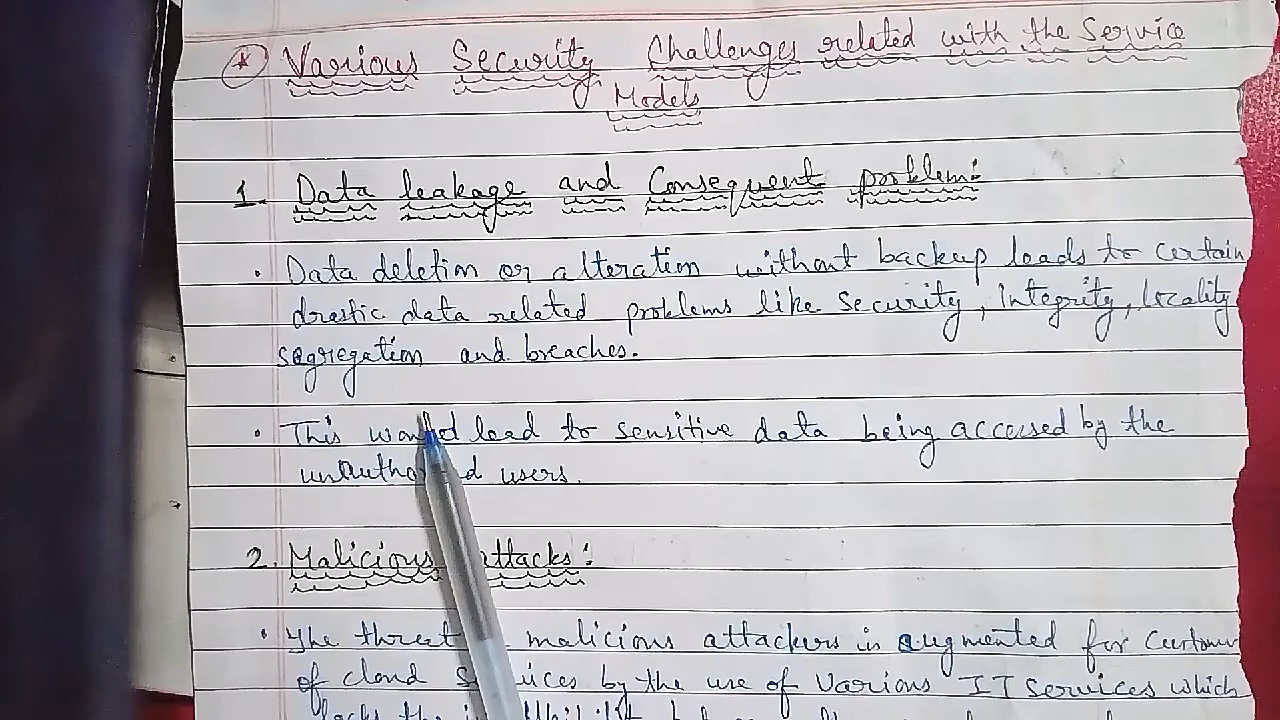 * Various Security Challenges related with the Service
Models
1. Data leakage and Consequent problem:
• Data deletion or alteration without backup leads to certain
drastic data related problems like security, integrity, locality
segregation and breaches.
• This would lead to sensitive data being accessed by the
users.
2. Malicious attacks:
• The threat malicious attackers is augmented for
of cloud services by the use of various IT services which
the